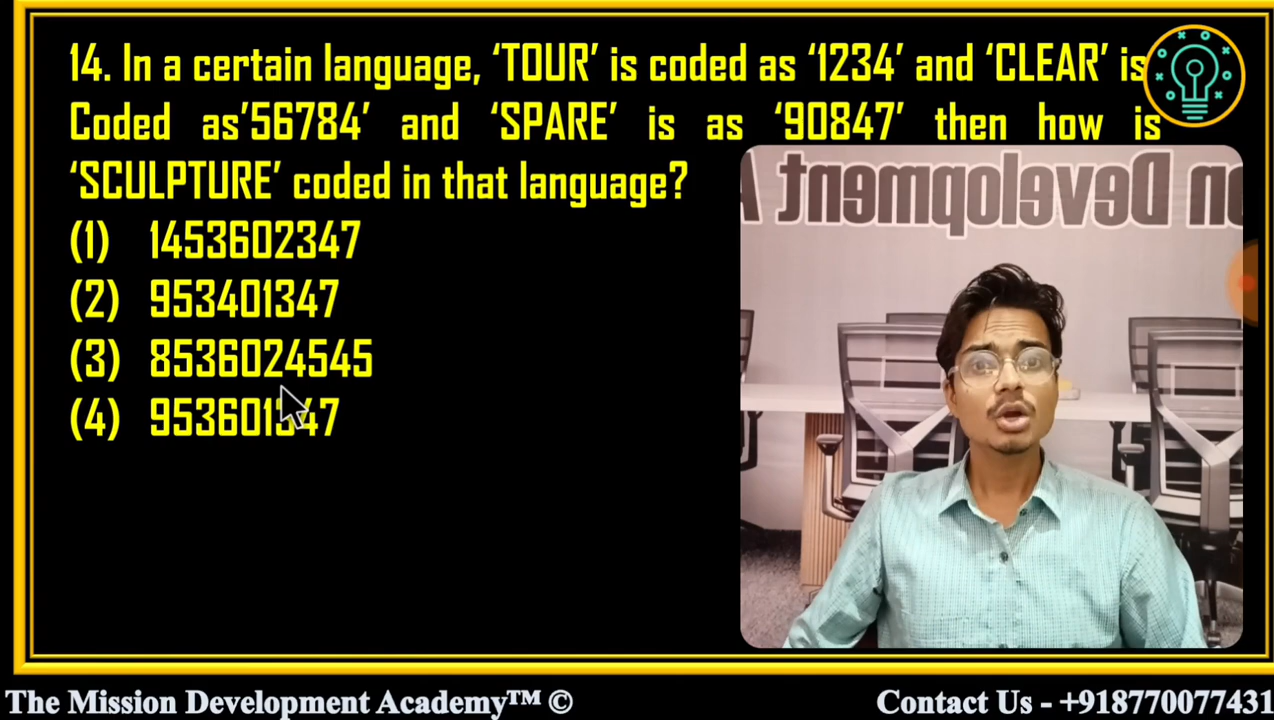 14. In a certain language, ‘TOUR’ is coded as ‘1234’ and ‘CLEAR’ is
Coded as’56784’ and ‘SPARE’ is as ‘90847’ then how is
‘SCULPTURE’ coded in that language?
(1) 1453602347
(2) 953401347
(3) 8536024545
(4) 953601347
on Development A
The Mission Development Academy™ ©
Contact Us - +918770077431